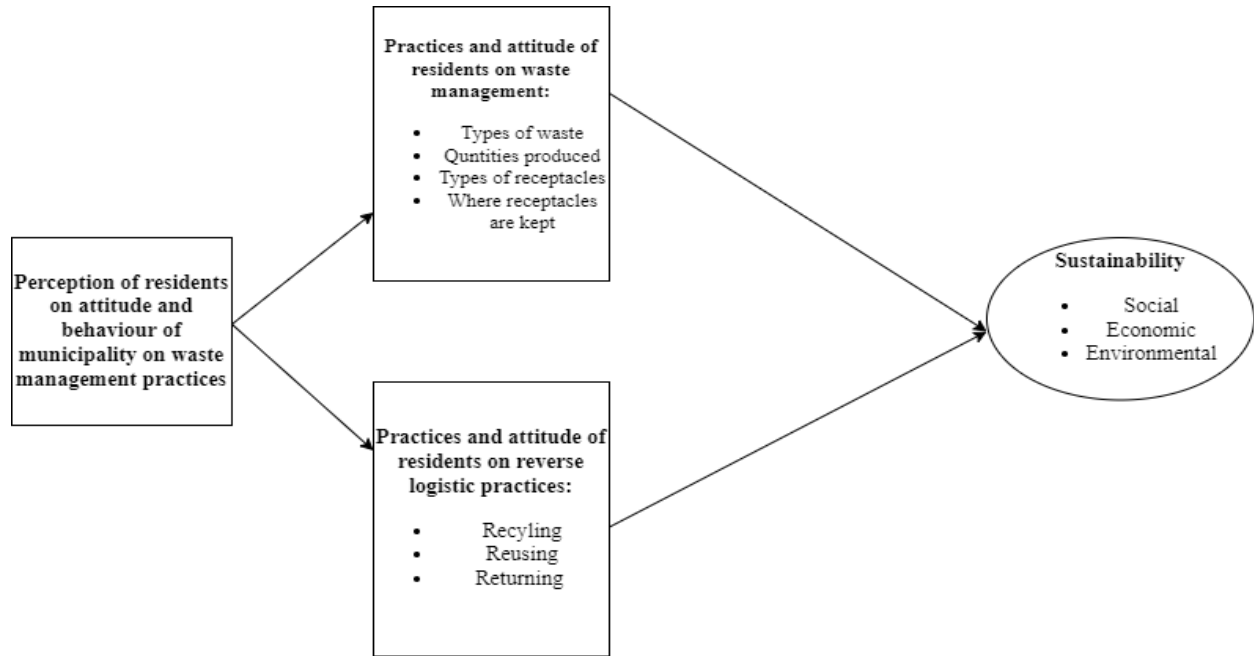 Perception of residents
on attitude and
behaviour of
municipality on waste
management practices
Practices and attitude of
residents on waste
management:
• Types of waste
• Quntities produced
• Types of receptacles
• Where receptacles
are kept
Practices and attitude of
residents on reverse
logistic practices:
• Recyling
• Reusing
• Returning
Sustainability
• Social
• Economic
• Environmental